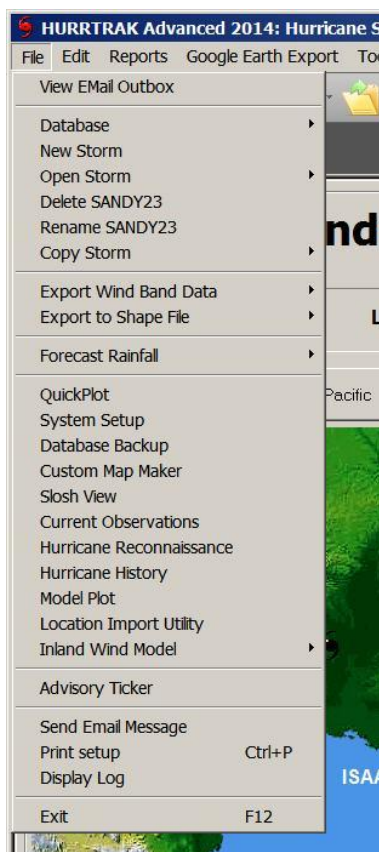 HURRTRAK Advanced 2014: Hurricane S
File Edit Reports Google Earth Export To
View EMail Outbox
Database
New Storm
Open Storm
Delete SANDY23
Rename SANDY23
Copy Storm
nd
Export Wind Band Data
Export to Shape File
L
Forecast Rainfall
QuickPlot
Pacific
System Setup
Database Backup
Custom Map Maker
Slosh View
Current Observations
Hurricane Reconnaissance
Hurricane History
Model Plot
Location Import Utility
Inland Wind Model
Advisory Ticker
Send Email Message
Print setup Ctrl+P
Display Log
ISAA
Exit F12